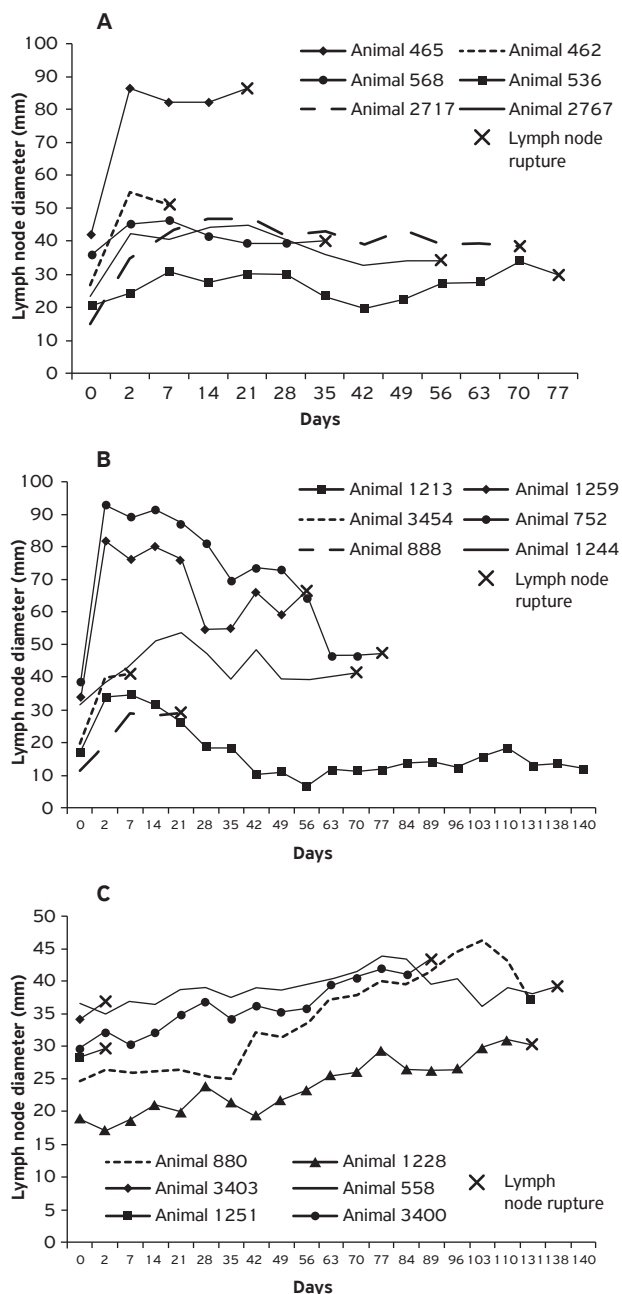 A
Lymph node diameter (mm)
100
90
80
70
60
50
40
30
20
10
0
Animal 465 Animal 462
Animal 568 Animal 536
Animal 2717 Animal 2767
Lymph node
rupture
0 2 7 14 21 28 35 42 49 56 63 70 77
Days
B
Lymph node diameter (mm)
100
90
80
70
60
50
40
30
20
10
0
Animal 1213 Animal 1259
Animal 3454 Animal 752
Animal 888 Animal 1244
Lymph node
rupture
0 2 7 14 21 28 35 42 49 56 63 70 77 84 89 96 103 110 131 138 140
Days
C
Lymph node diameter (mm)
50
45
40
35
30
25
20
15
10
5
0
Animal 880 Animal 1228
Animal 3403 Animal 558
Animal 1251 Animal 3400
Lymph
node rupture
0 2 7 14 21 28 35 42 49 56 63 70 77 84 89 96 103 110 131 138 140
Days